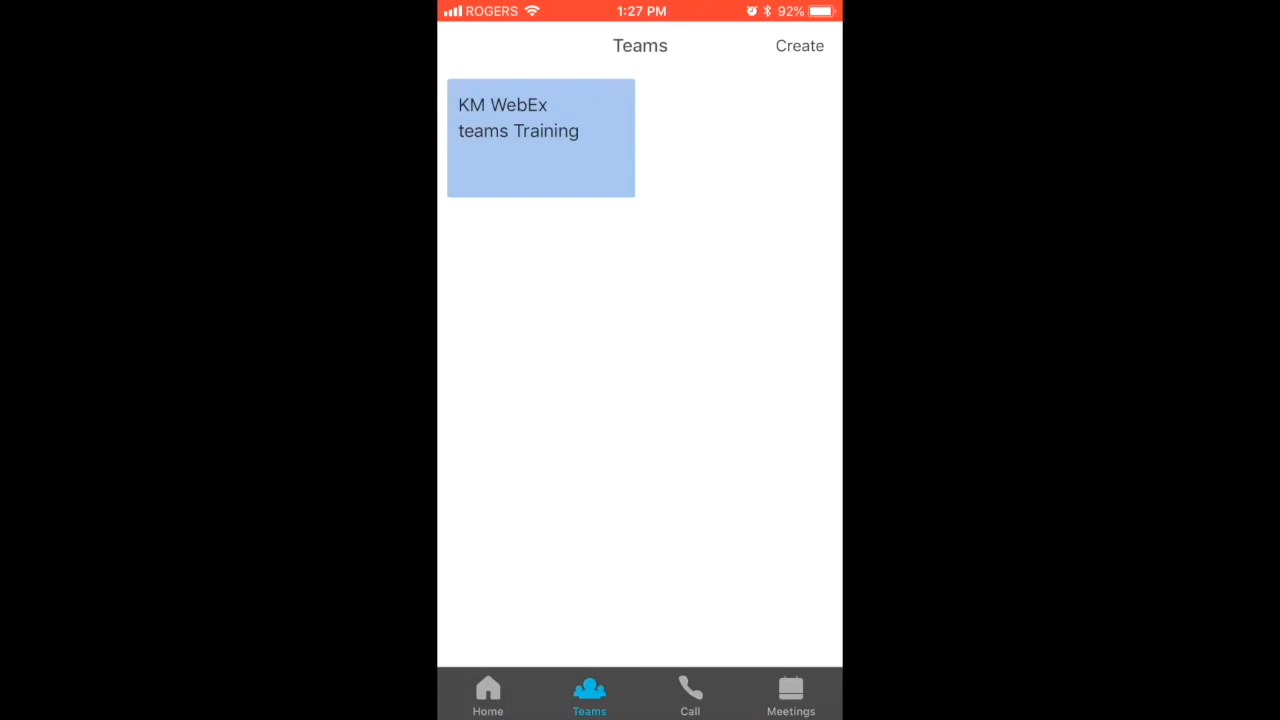 ROGERS 1:27 PM 92%
Teams Create
KM WebEx
teams Training
Home Teams Call Meetings